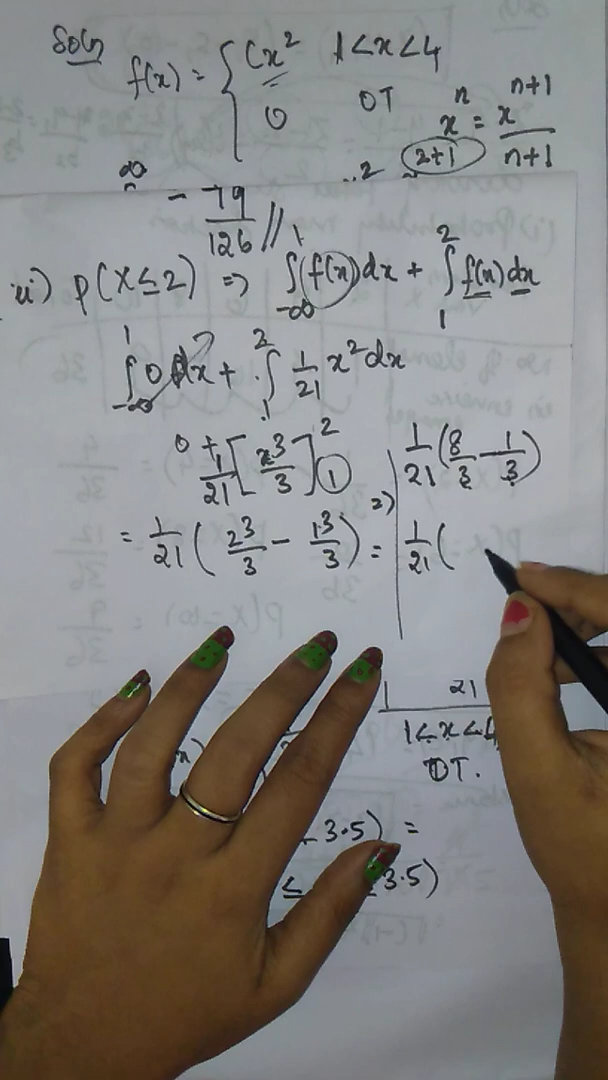 Soln
f(x) = { Cx² 1<x<4
0 OT
xⁿ = xⁿ⁺¹/n+1
2+1
∞
= 79/126 //
ii) P(X≤2) => ∫_{-∞}^{1} f(x)dx + ∫_{1}^{2} f(x)dx
∫_{-∞}^{1} 0 dx + ∫_{1}^{2} 1/21 x² dx
0 + 1/21 [x³/3]_{1}^{2}
= 1/21 (2³/3 - 1³/3) =
=> 1/21 (8/3 - 1/3)
1/21 (
21
1<x<4
OT.
3.5) =
≤ 3.5)